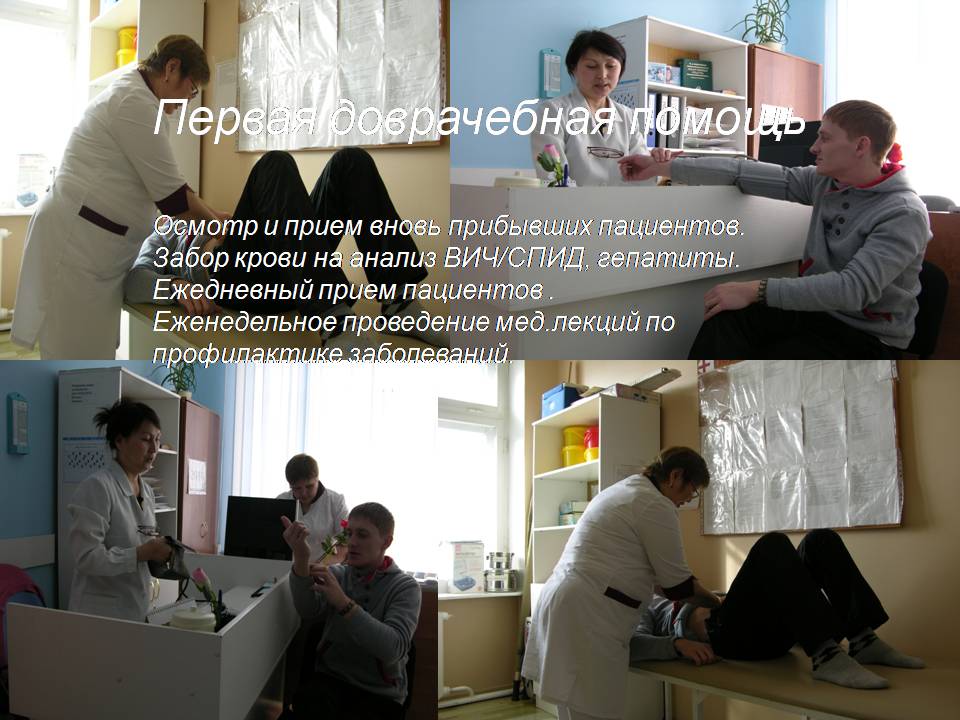 Первая доврачебная помощь
Осмотр и прием вновь прибывших пациентов.
Забор крови на анализ ВИЧ/СПИД, гепатиты.
Ежедневный прием пациентов .
Еженедельное проведение мед.лекций по
профилактике заболеваний.